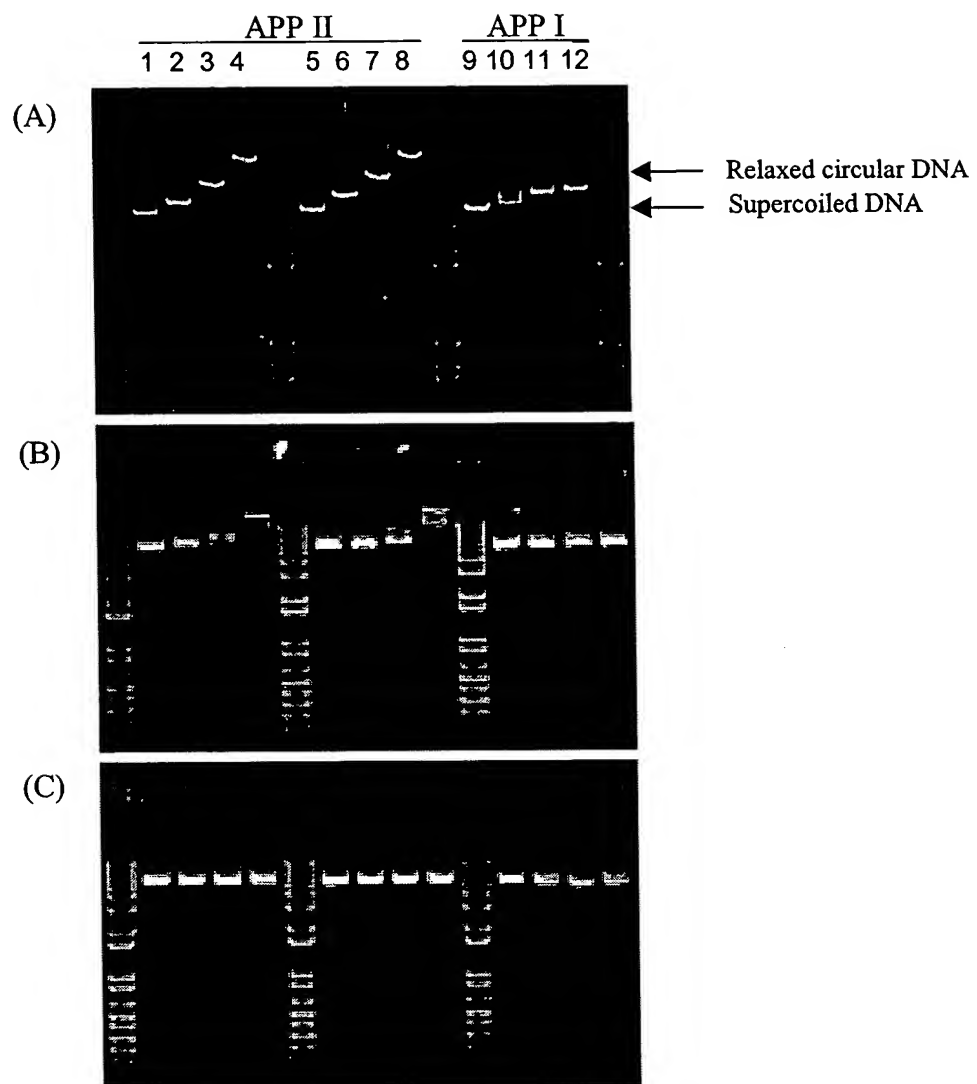 APP II APP I
1 2 3 4 5 6 7 8 9 10 11 12
(A)
Relaxed circular DNA
Supercoiled DNA
(B)
(C)